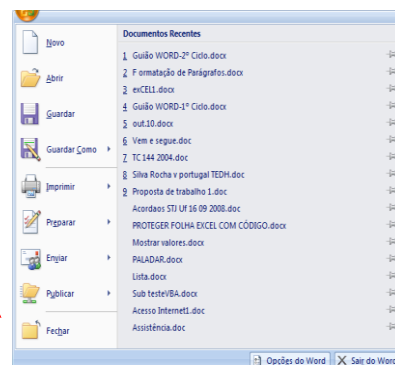 Novo
Abrir
Guardar
Guardar Como
Imprimir
Preparar
Enviar
Publicar
Fechar
Documentos Recentes
1 Guião WORD-2º Ciclo.docx
2 F ormatação de Parágrafos.docx
3 exCEL1.docx
4 Guião WORD-1º Ciclo.docx
5 out.10.docx
6 Vem e segue.doc
7 TC 144 2004.doc
8 Silva Rocha v portugal TEDH.doc
9 Proposta de trabalho 1.doc
Acordaos STJ Uf 16 09 2008.doc
PROTEGER FOLHA EXCEL COM CÓDIGO.docx
Mostrar valores.docx
PALADAR.docx
Lista.docx
Sub testeVBA.docx
Acesso Internet1.doc
Assistência.doc
Opções do Word
Sair do Word